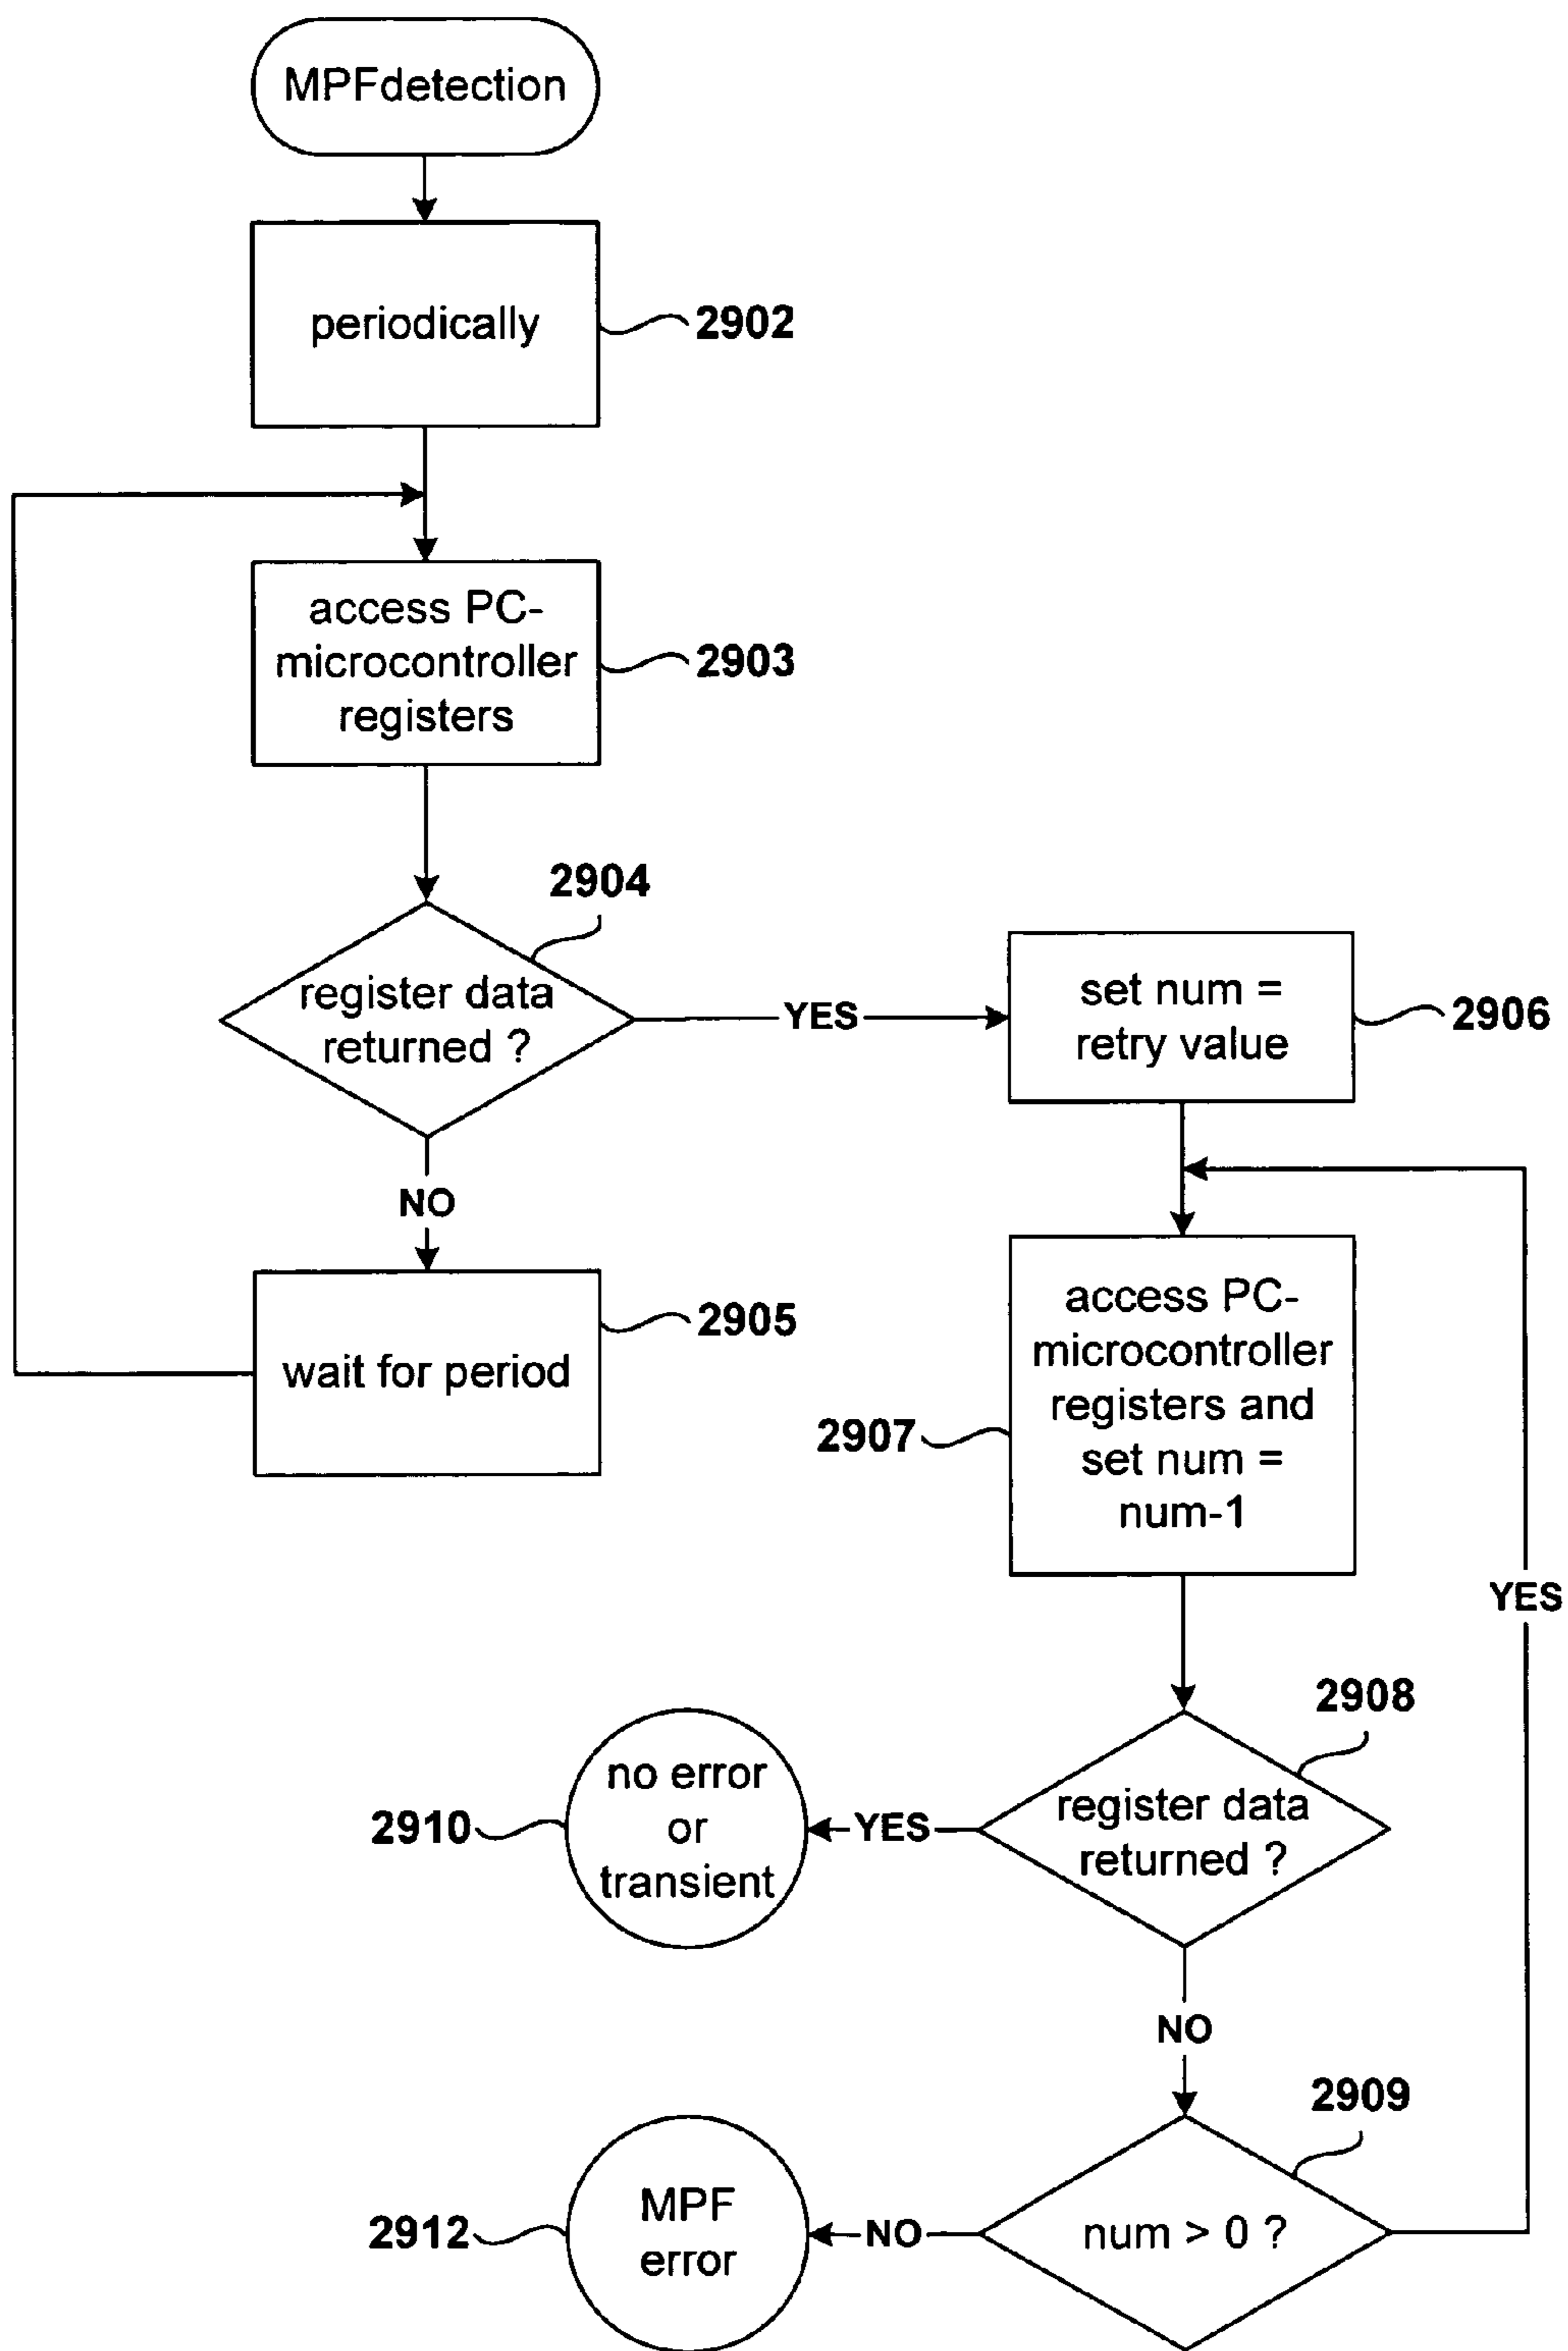 MPFdetection
periodically
2902
access PC-
microcontroller
registers
2903
2904
register data
returned ?
YES
set num =
retry value
2906
NO
wait for period
2905
access PC-
microcontroller
registers and
set num =
num-1
2907
YES
2908
register data
returned ?
YES
no error
or
transient
2910
NO
2909
num > 0 ?
NO
MPF
error
2912